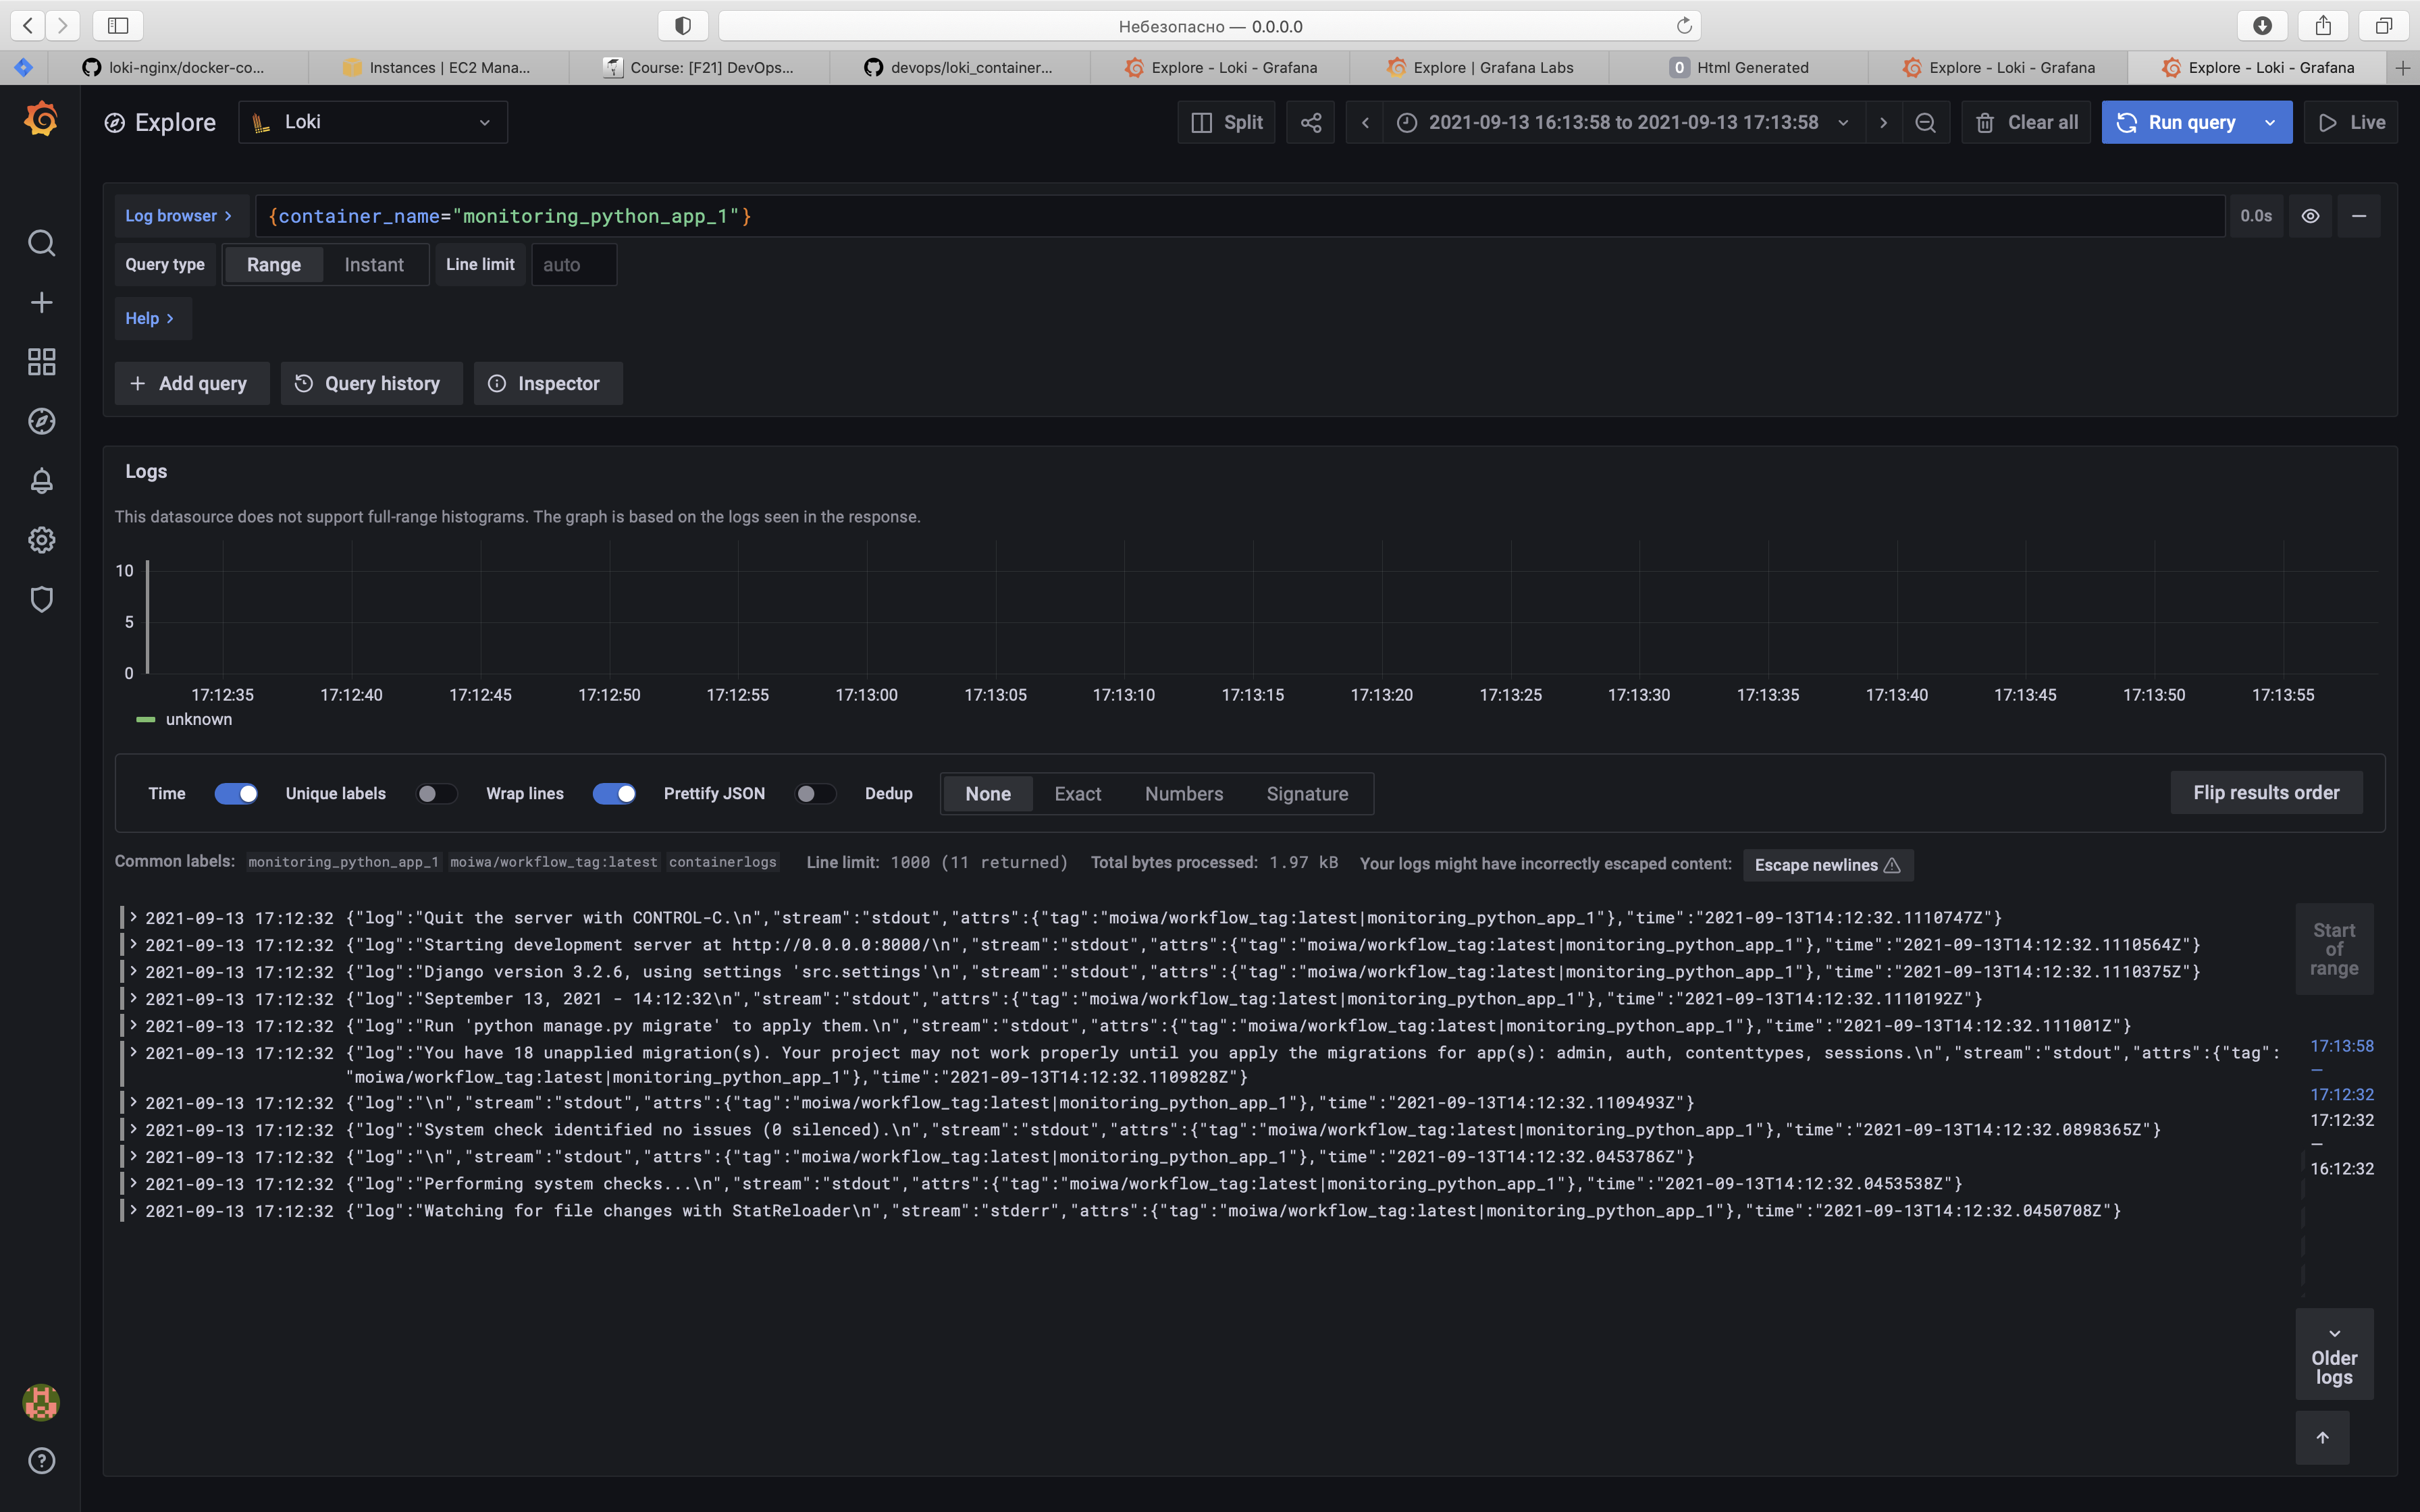 Небезопасно — 0.0.0.0
loki-nginx/docker-co...
Instances | EC2 Mana...
Course: [F21] DevOps...
devops/loki_container...
Explore - Loki - Grafana
Explore | Grafana Labs
O Html Generated
Explore - Loki - Grafana
Explore - Loki - Grafana
Explore
Loki
Split
2021-09-13 16:13:58 to 2021-09-13 17:13:58
Clear all
Run query
Live
Log browser >
{container_name="monitoring_python_app_1"}
0.0s
Query type
Range
Instant
Line limit
auto
Help >
+ Add query
Query history
Inspector
Logs
This datasource does not support full-range histograms. The graph is based on the logs seen in the response.
10
5
0
17:12:35 17:12:40 17:12:45 17:12:50 17:12:55 17:13:00 17:13:05 17:13:10 17:13:15 17:13:20 17:13:25 17:13:30 17:13:35 17:13:40 17:13:45 17:13:50 17:13:55
unknown
Time
Unique labels
Wrap lines
Prettify JSON
Dedup
None
Exact
Numbers
Signature
Flip results order
Common labels: monitoring_python_app_1 moiwa/workflow_tag:latest containerlogs Line limit: 1000 (11 returned) Total bytes processed: 1.97 kB Your logs might have incorrectly escaped content: Escape newlines
> 2021-09-13 17:12:32 {"log":"Quit the server with CONTROL-C.\n","stream":"stdout","attrs":{"tag":"moiwa/workflow_tag:latest|monitoring_python_app_1"},"time":"2021-09-13T14:12:32.1110747Z"}
> 2021-09-13 17:12:32 {"log":"Starting development server at http://0.0.0.0:8000/\n","stream":"stdout","attrs":{"tag":"moiwa/workflow_tag:latest|monitoring_python_app_1"},"time":"2021-09-13T14:12:32.1110564Z"}
> 2021-09-13 17:12:32 {"log":"Django version 3.2.6, using settings 'src.settings'\n","stream":"stdout","attrs":{"tag":"moiwa/workflow_tag:latest|monitoring_python_app_1"},"time":"2021-09-13T14:12:32.1110375Z"}
> 2021-09-13 17:12:32 {"log":"September 13, 2021 - 14:12:32\n","stream":"stdout","attrs":{"tag":"moiwa/workflow_tag:latest|monitoring_python_app_1"},"time":"2021-09-13T14:12:32.1110192Z"}
> 2021-09-13 17:12:32 {"log":"Run 'python manage.py migrate' to apply them.\n","stream":"stdout","attrs":{"tag":"moiwa/workflow_tag:latest|monitoring_python_app_1"},"time":"2021-09-13T14:12:32.111001Z"}
> 2021-09-13 17:12:32 {"log":"You have 18 unapplied migration(s). Your project may not work properly until you apply the migrations for app(s): admin, auth, contenttypes, sessions.\n","stream":"stdout","attrs":{"tag":
"moiwa/workflow_tag:latest|monitoring_python_app_1"},"time":"2021-09-13T14:12:32.1109828Z"}
> 2021-09-13 17:12:32 {"log":"\n","stream":"stdout","attrs":{"tag":"moiwa/workflow_tag:latest|monitoring_python_app_1"},"time":"2021-09-13T14:12:32.1109493Z"}
> 2021-09-13 17:12:32 {"log":"System check identified no issues (0 silenced).\n","stream":"stdout","attrs":{"tag":"moiwa/workflow_tag:latest|monitoring_python_app_1"},"time":"2021-09-13T14:12:32.0898365Z"}
> 2021-09-13 17:12:32 {"log":"\n","stream":"stdout","attrs":{"tag":"moiwa/workflow_tag:latest|monitoring_python_app_1"},"time":"2021-09-13T14:12:32.0453786Z"}
> 2021-09-13 17:12:32 {"log":"Performing system checks...\n","stream":"stdout","attrs":{"tag":"moiwa/workflow_tag:latest|monitoring_python_app_1"},"time":"2021-09-13T14:12:32.0453538Z"}
> 2021-09-13 17:12:32 {"log":"Watching for file changes with StatReloader\n","stream":"stderr","attrs":{"tag":"moiwa/workflow_tag:latest|monitoring_python_app_1"},"time":"2021-09-13T14:12:32.0450708Z"}
Start
of
range
17:13:58
—
17:12:32
17:12:32
—
16:12:32
Older
logs